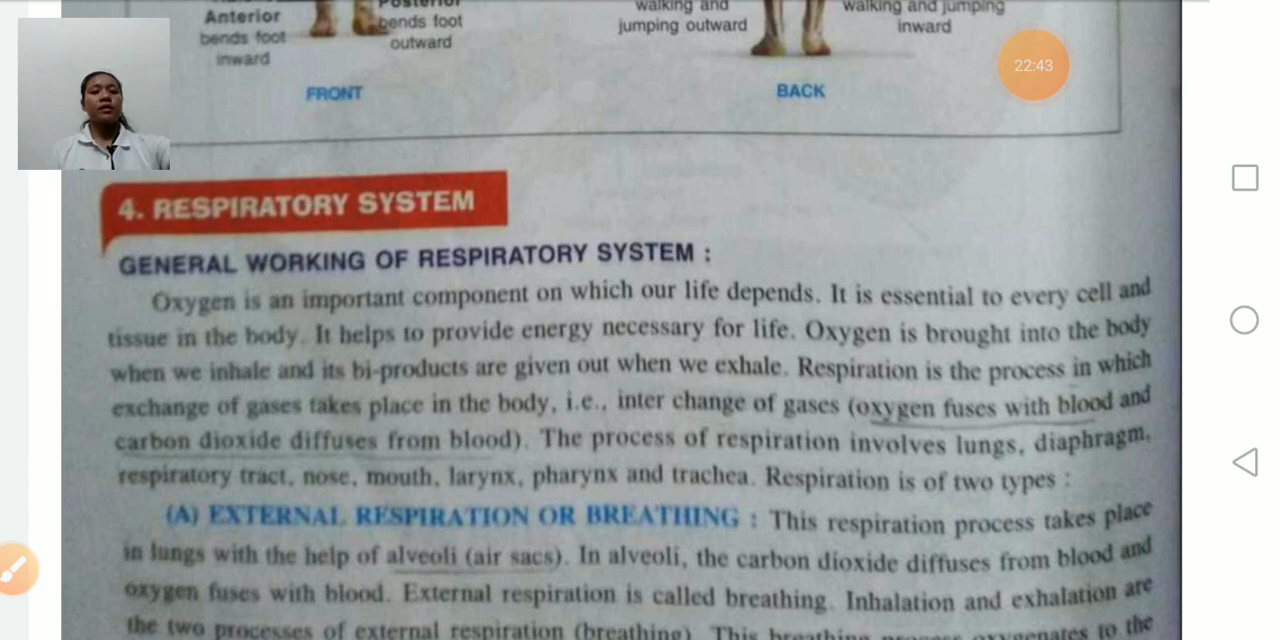 Anterior
bends foot
inward
Posterior
bends foot
outward
FRONT
walking and
jumping outward
walking and jumping
inward
BACK
22:43
4. RESPIRATORY SYSTEM
GENERAL WORKING OF RESPIRATORY SYSTEM :
Oxygen is an important component on which our life depends. It is essential to every cell and
tissue in the body. It helps to provide energy necessary for life. Oxygen is brought into the body
when we inhale and its bi-products are given out when we exhale. Respiration is the process in which
exchange of gases takes place in the body, i.e., inter change of gases (oxygen fuses with blood and
carbon dioxide diffuses from blood). The process of respiration involves lungs, diaphragm,
respiratory tract, nose, mouth, larynx, pharynx and trachea. Respiration is of two types :
(A) EXTERNAL RESPIRATION OR BREATHING : This respiration process takes place
in lungs with the help of alveoli (air sacs). In alveoli, the carbon dioxide diffuses from blood and
oxygen fuses with blood. External respiration is called breathing. Inhalation and exhalation are
the two processes of external respiration (breathing). This breathing process oxygenates to the